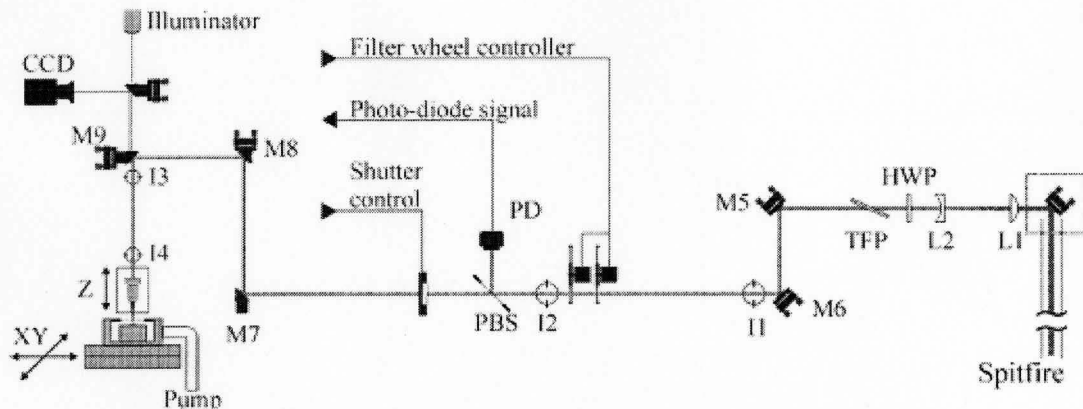 Illuminator
CCD
Filter wheel controller
Photo-diode signal
M9
M8
I3
Shutter
control
PD
HWP
M5
TFP
L2
L1
I4
Z
M7
PBS
I2
I1
M6
XY
Pump
Spitfire